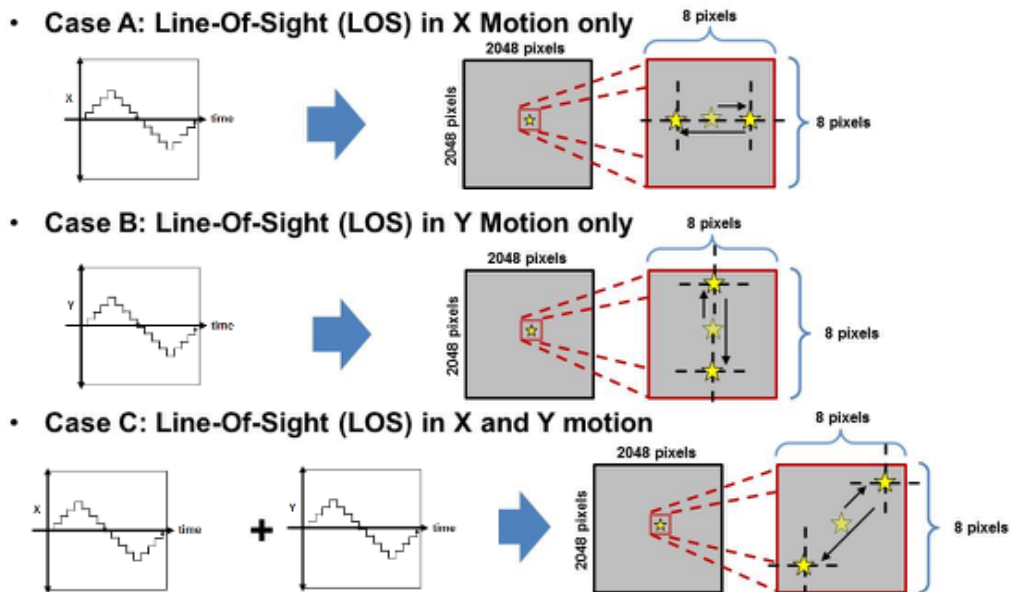 • Case A: Line-Of-Sight (LOS) in X Motion only
8 pixels
2048 pixels
X
time
2048 pixels
8 pixels
• Case B: Line-Of-Sight (LOS) in Y Motion only
8 pixels
2048 pixels
Y
time
2048 pixels
8 pixels
• Case C: Line-Of-Sight (LOS) in X and Y motion
8 pixels
2048 pixels
X
time
+
Y
time
2048 pixels
8 pixels